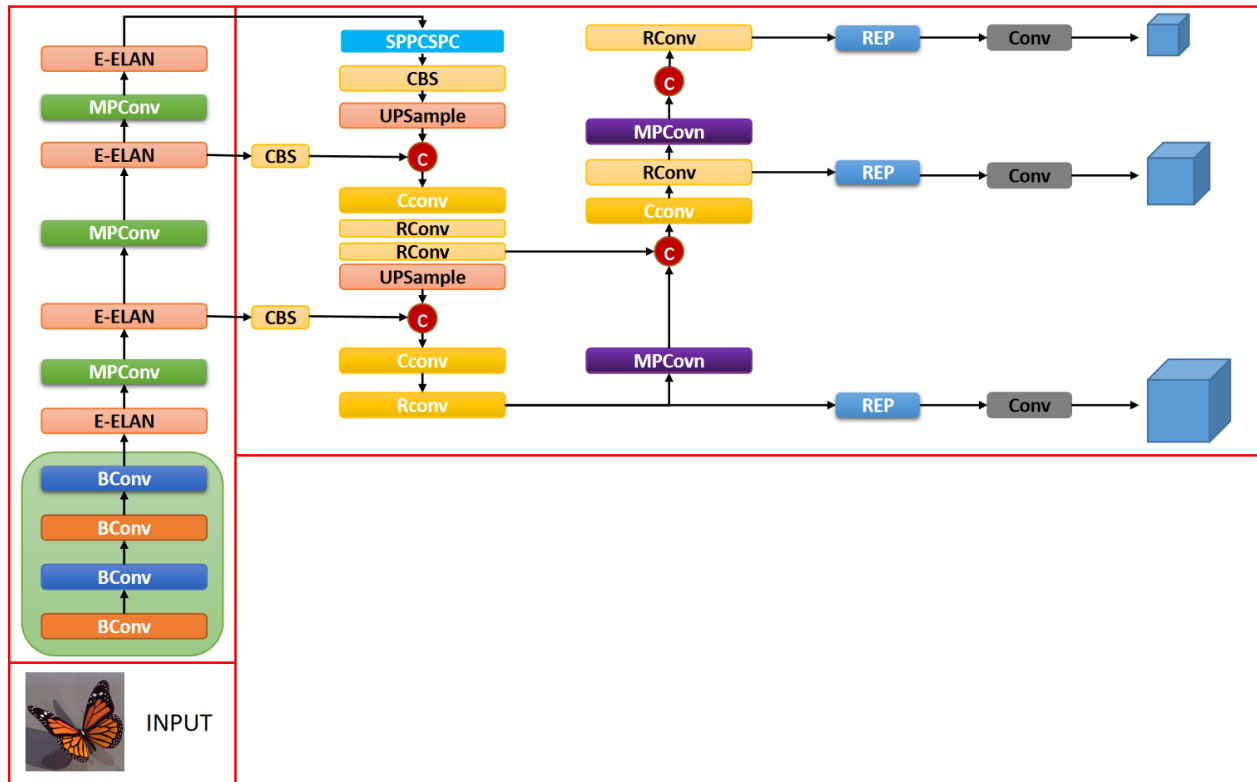 E-ELAN
MPConv
E-ELAN
MPConv
E-ELAN
MPConv
E-ELAN
BConv
BConv
BConv
BConv
INPUT
CBS
CBS
SPPCSPC
CBS
UPSample
C
Cconv
RConv
RConv
UPSample
C
Cconv
Rconv
RConv
C
MPCovn
RConv
Cconv
C
MPCovn
REP
Conv
REP
Conv
REP
Conv